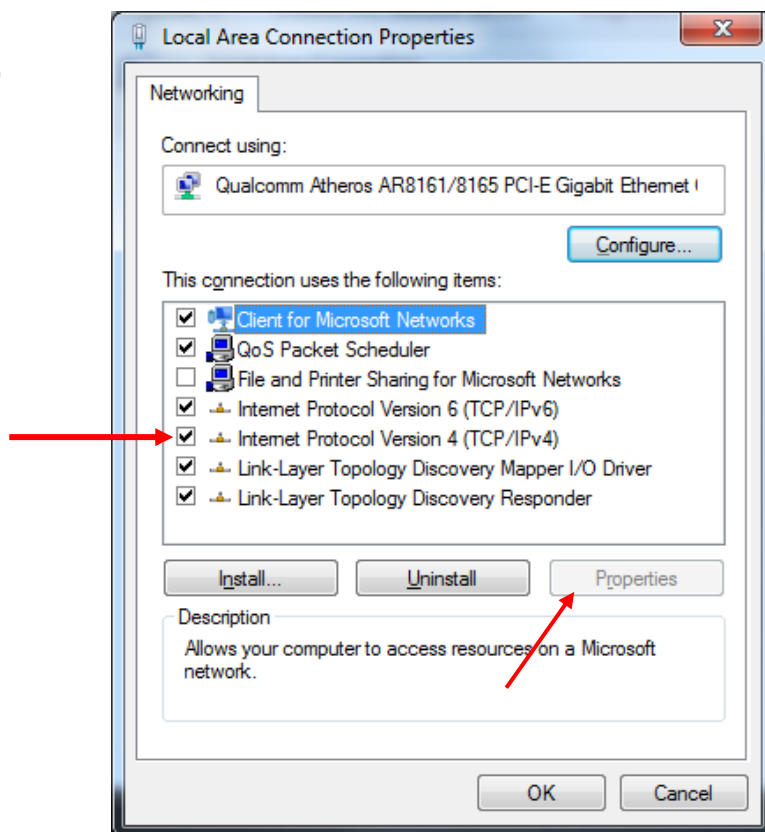 Local Area Connection Properties
Networking
Connect using:
Qualcomm Atheros AR8161/8165 PCI-E Gigabit Ethernet (
Configure...
This connection uses the following items:
Client for Microsoft Networks
QoS Packet Scheduler
File and Printer Sharing for Microsoft Networks
Internet Protocol Version 6 (TCP/IPv6)
Internet Protocol Version 4 (TCP/IPv4)
Link-Layer Topology Discovery Mapper I/O Driver
Link-Layer Topology Discovery Responder
Install...
Uninstall
Properties
Description
Allows your computer to access resources on a Microsoft
network.
OK
Cancel